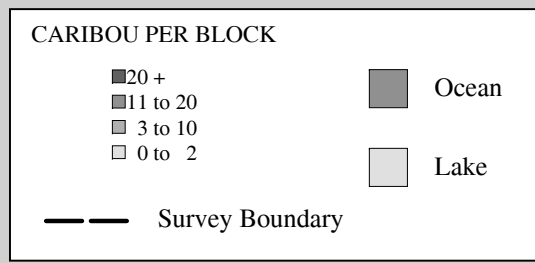 CARIBOU PER BLOCK
20 +
11 to 20
3 to 10
0 to 2
Ocean
Lake
Survey Boundary